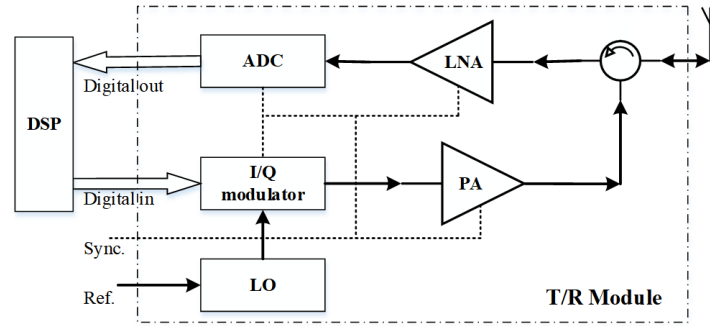 ADC
LNA
Digital out
DSP
I/Q
modulator
PA
Digital in
Sync.
LO
Ref.
T/R Module